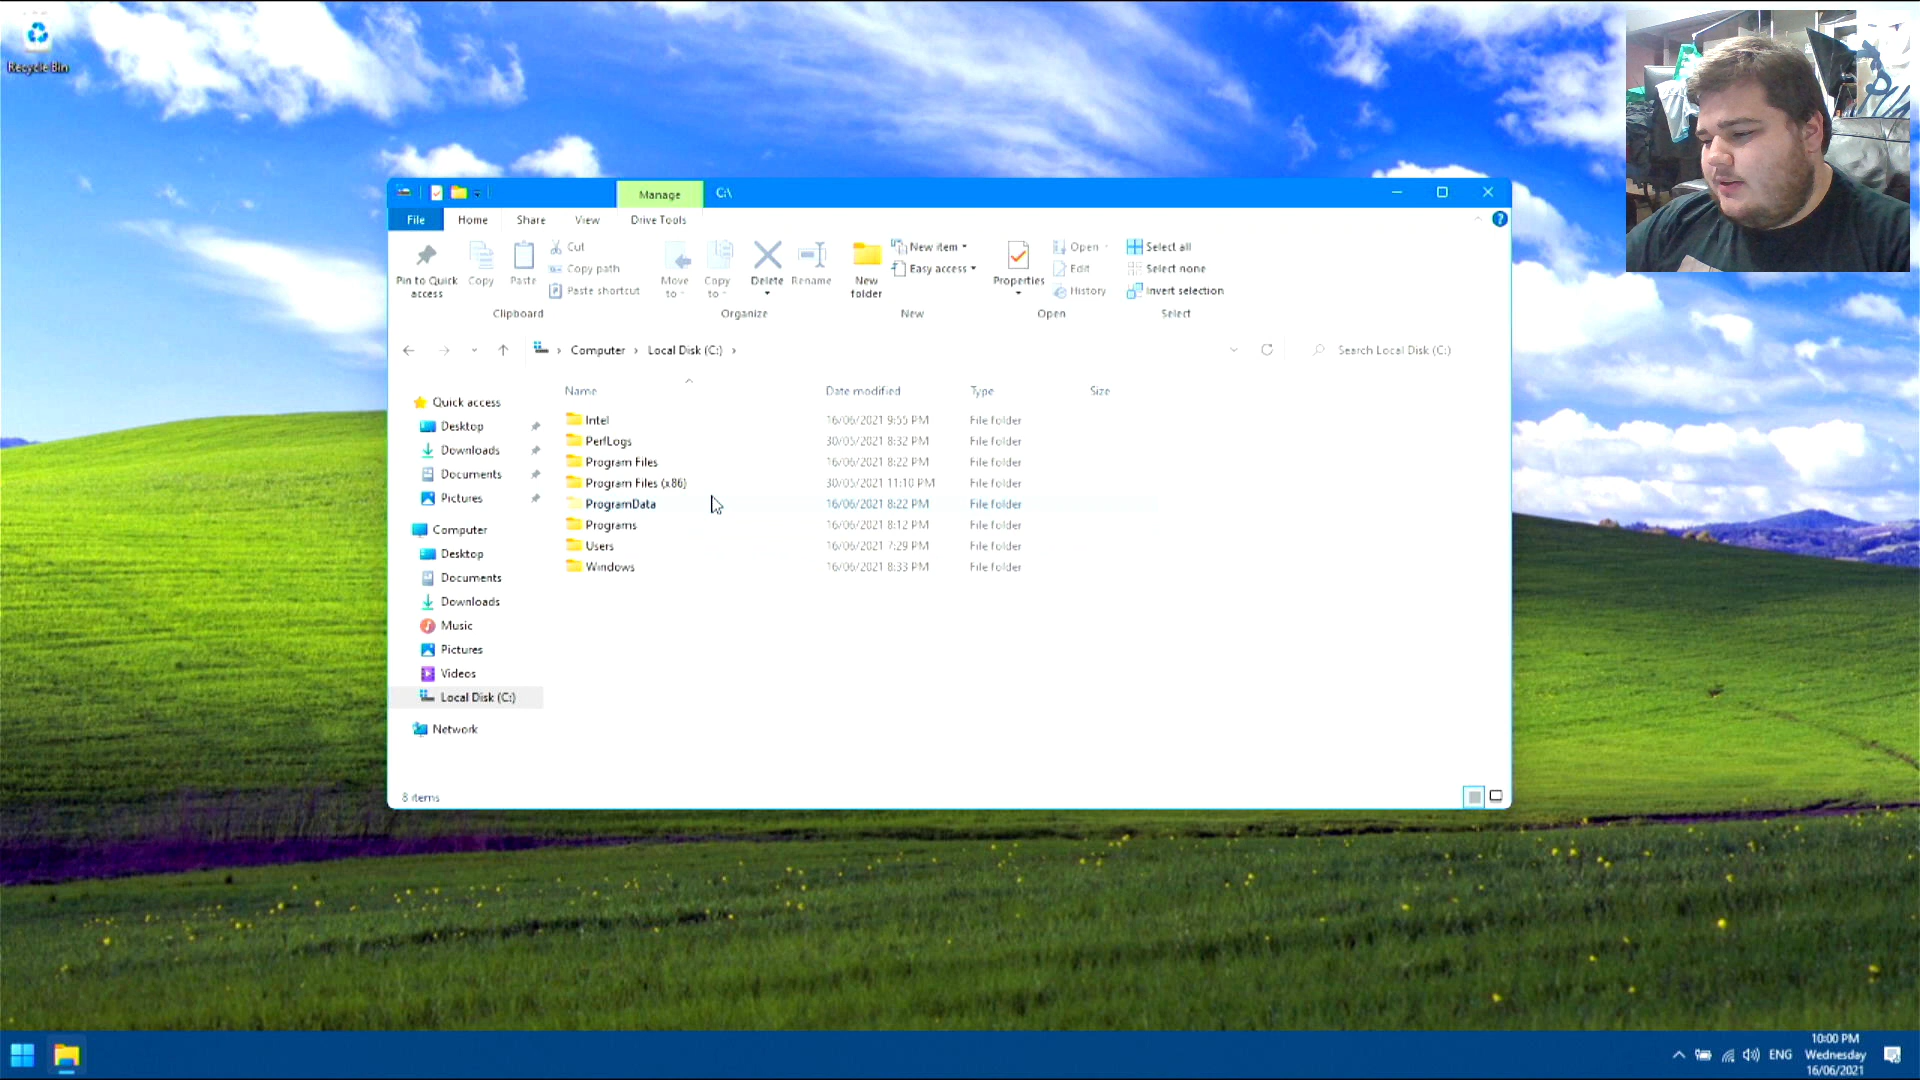 Recycle Bin
Manage
C:\
File
Home
Share
View
Drive Tools
Pin to Quick access
Copy
Paste
Cut
Copy path
Paste shortcut
Clipboard
Move to
Copy to
Delete
Rename
Organize
New folder
New item
Easy access
New
Properties
Open
Edit
History
Open
Select all
Select none
Invert selection
Select
Computer > Local Disk (C:) >
Search Local Disk (C:)
Name Date modified Type Size
Intel 16/06/2021 9:55 PM File folder
PerfLogs 30/05/2021 8:32 PM File folder
Program Files 16/06/2021 8:22 PM File folder
Program Files (x86) 30/05/2021 11:10 PM File folder
ProgramData 16/06/2021 8:22 PM File folder
Programs 16/06/2021 8:12 PM File folder
Users 16/06/2021 7:29 PM File folder
Windows 16/06/2021 8:33 PM File folder
Quick access
Desktop
Downloads
Documents
Pictures
Computer
Desktop
Documents
Downloads
Music
Pictures
Videos
Local Disk (C:)
Network
8 items
ENG
10:00 PM
Wednesday
16/06/2021